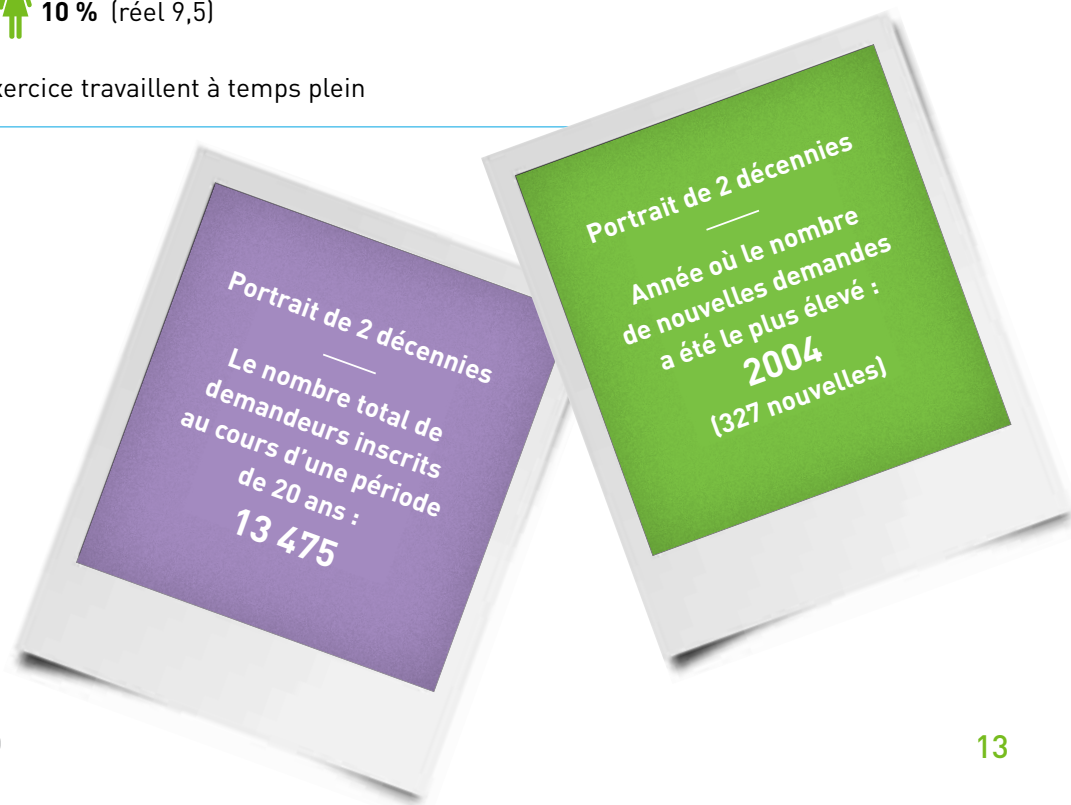 10 % (réel 9,5)
xercice travaillent à temps plein
Portrait de 2 décennies
Le nombre total de
demandeurs inscrits
au cours d'une période
de 20 ans :
13 475
Portrait de 2 décennies
Année où le nombre
de nouvelles demandes
a été le plus élevé :
2004
(327 nouvelles)
13